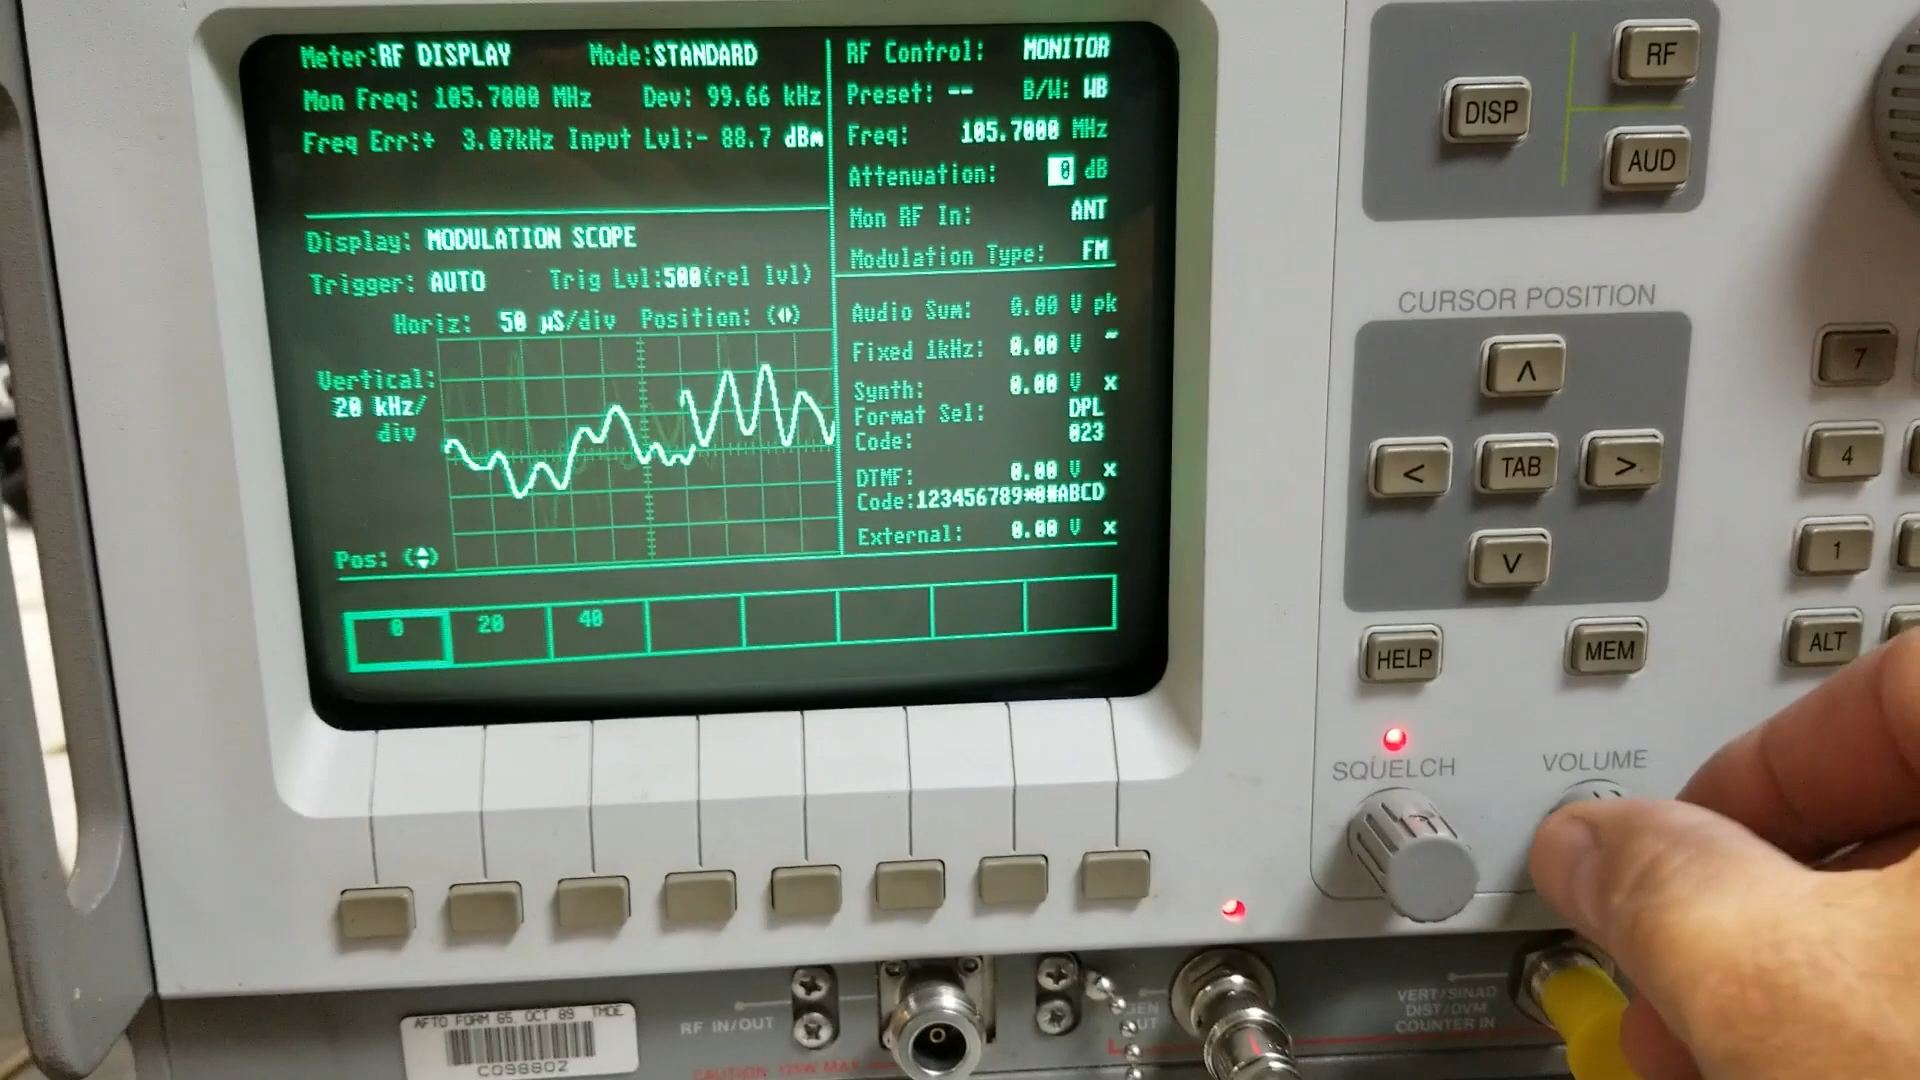 Meter:RF DISPLAY Mode:STANDARD
Mon Freq: 105.7000 MHz Dev: 99.66 kHz
Freq Err:+ 3.07kHz Input Lvl:- 88.7 dBm
Display: MODULATION SCOPE
Trigger: AUTO Trig Lvl:500(rel lvl)
Horiz: 50 µS/div Position: (◂▸)
Vertical:
20 kHz/
div
Pos: (♦)
RF Control: MONITOR
Preset: -- B/W: WB
Freq: 105.7000 MHz
Attenuation: 0 dB
Mon RF In: ANT
Modulation Type: FM
Audio Sum: 0.00 V pk
Fixed 1kHz: 0.00 V ~
Synth: 0.00 V x
Format Sel: DPL
Code: 023
DTMF: 0.00 V x
Code:123456789*0#ABCD
External: 0.00 V x
0 20 40
DISP
RF
AUD
CURSOR POSITION
TAB
HELP
MEM
7
4
1
ALT
SQUELCH
VOLUME
AFTO FORM 65, OCT 89 TMDE
C098802
RF IN/OUT
CAUTION 125W MAX
GEN
VERT/SINAD
DIST/DVM
COUNTER IN